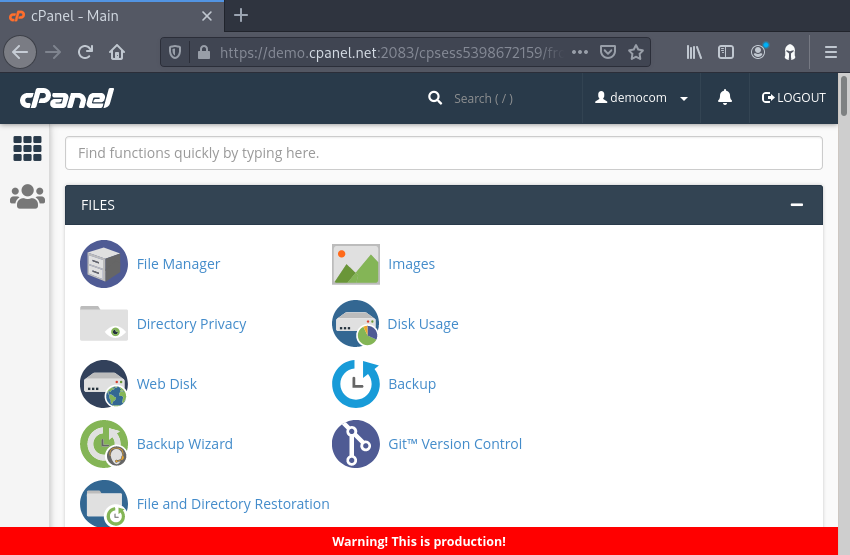 cPanel - Main
https://demo.cpanel.net:2083/cpsess5398672159/fr
cPanel
Search ( / )
democom
LOGOUT
Find functions quickly by typing here.
FILES
File Manager
Images
Directory Privacy
Disk Usage
Web Disk
Backup
Backup Wizard
Git™ Version Control
File and Directory Restoration
Warning! This is production!